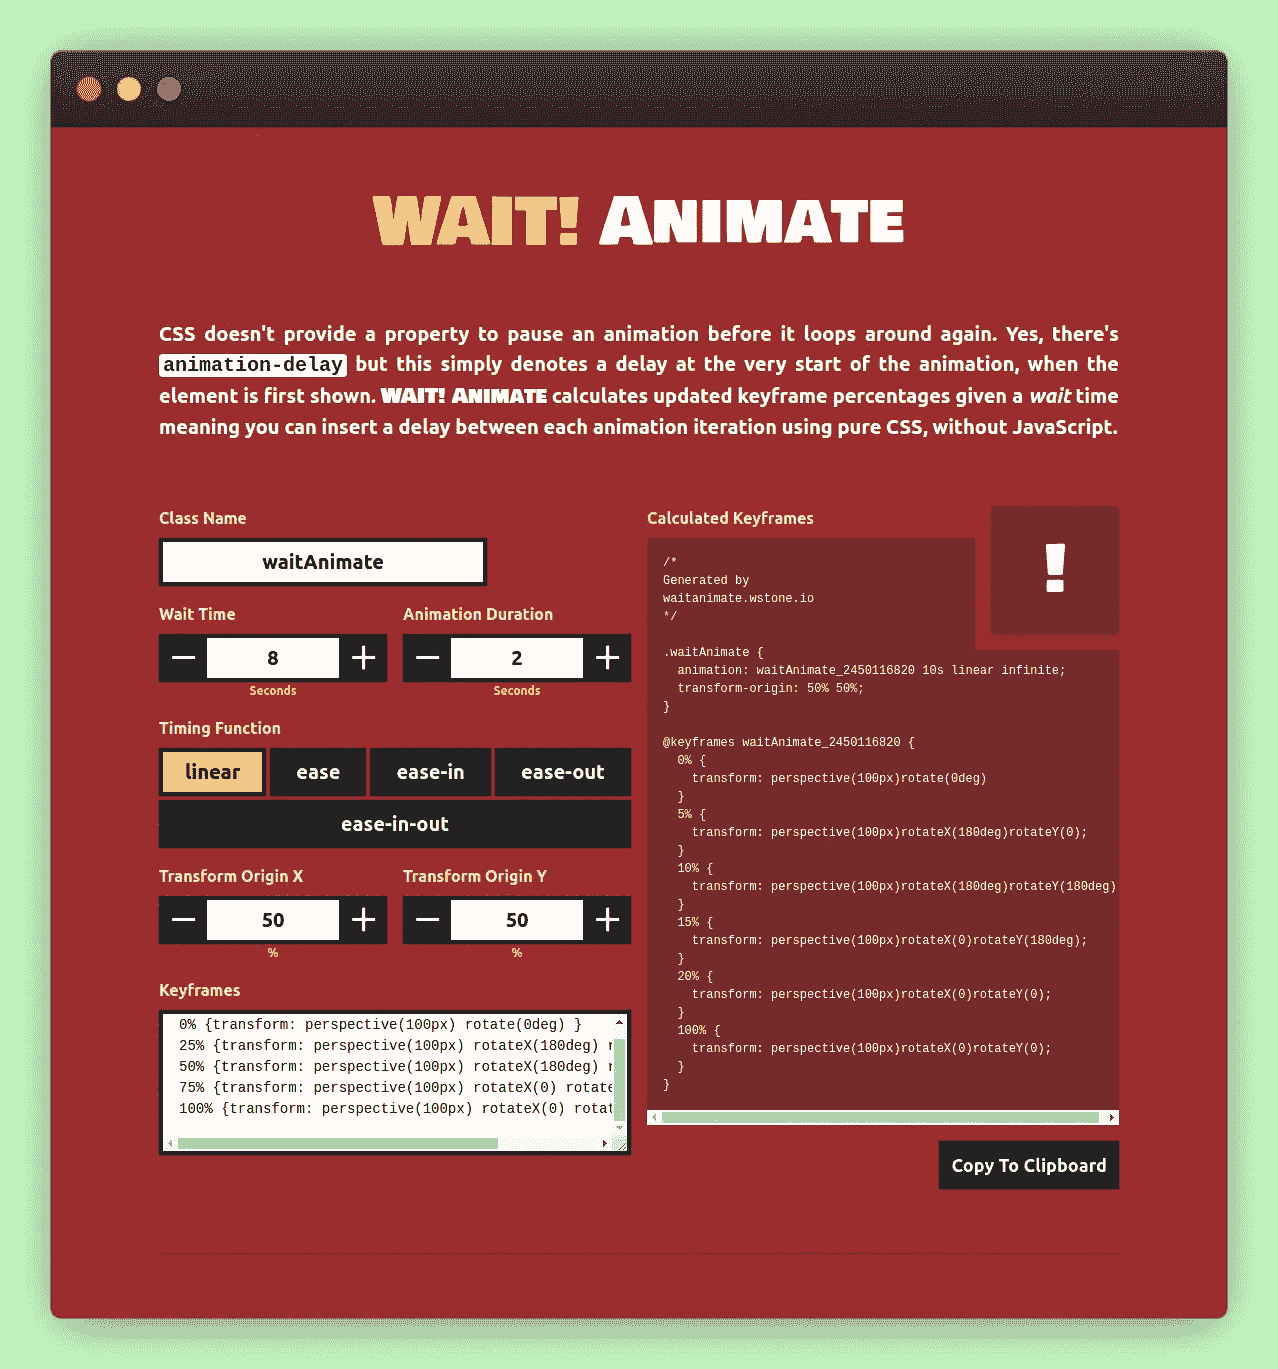 WAIT! ANIMATE
CSS doesn't provide a property to pause an animation before it loops around again. Yes, there's
animation-delay but this simply denotes a delay at the very start of the animation, when the
element is first shown. WAIT! ANIMATE calculates updated keyframe percentages given a wait time
meaning you can insert a delay between each animation iteration using pure CSS, without JavaScript.
Class Name
waitAnimate
Wait Time
Animation Duration
− 8 +
− 2 +
Seconds
Seconds
Timing Function
linear
ease
ease-in
ease-out
ease-in-out
Transform Origin X
Transform Origin Y
− 50 +
− 50 +
%
%
Keyframes
0% {transform: perspective(100px) rotate(0deg) }
25% {transform: perspective(100px) rotateX(180deg) r
50% {transform: perspective(100px) rotateX(180deg) r
75% {transform: perspective(100px) rotateX(0) rotate
100% {transform: perspective(100px) rotateX(0) rotat
Calculated Keyframes
!
/*
Generated by
waitanimate.wstone.io
*/
.waitAnimate {
animation: waitAnimate_2450116820 10s linear infinite;
transform-origin: 50% 50%;
}
@keyframes waitAnimate_2450116820 {
0% {
transform: perspective(100px)rotate(0deg)
}
5% {
transform: perspective(100px)rotateX(180deg)rotateY(0);
}
10% {
transform: perspective(100px)rotateX(180deg)rotateY(180deg)
}
15% {
transform: perspective(100px)rotateX(0)rotateY(180deg);
}
20% {
transform: perspective(100px)rotateX(0)rotateY(0);
}
100% {
transform: perspective(100px)rotateX(0)rotateY(0);
}
}
Copy To Clipboard